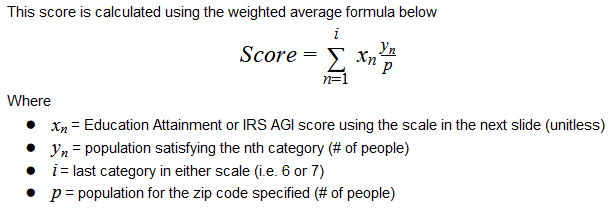 This score is calculated using the weighted average formula below
Score = \sum_{n=1}^{i} x_n \frac{y_n}{p}
Where
● x_n = Education Attainment or IRS AGI score using the scale in the next slide (unitless)
● y_n = population satisfying the nth category (# of people)
● i = last category in either scale (i.e. 6 or 7)
● p = population for the zip code specified (# of people)